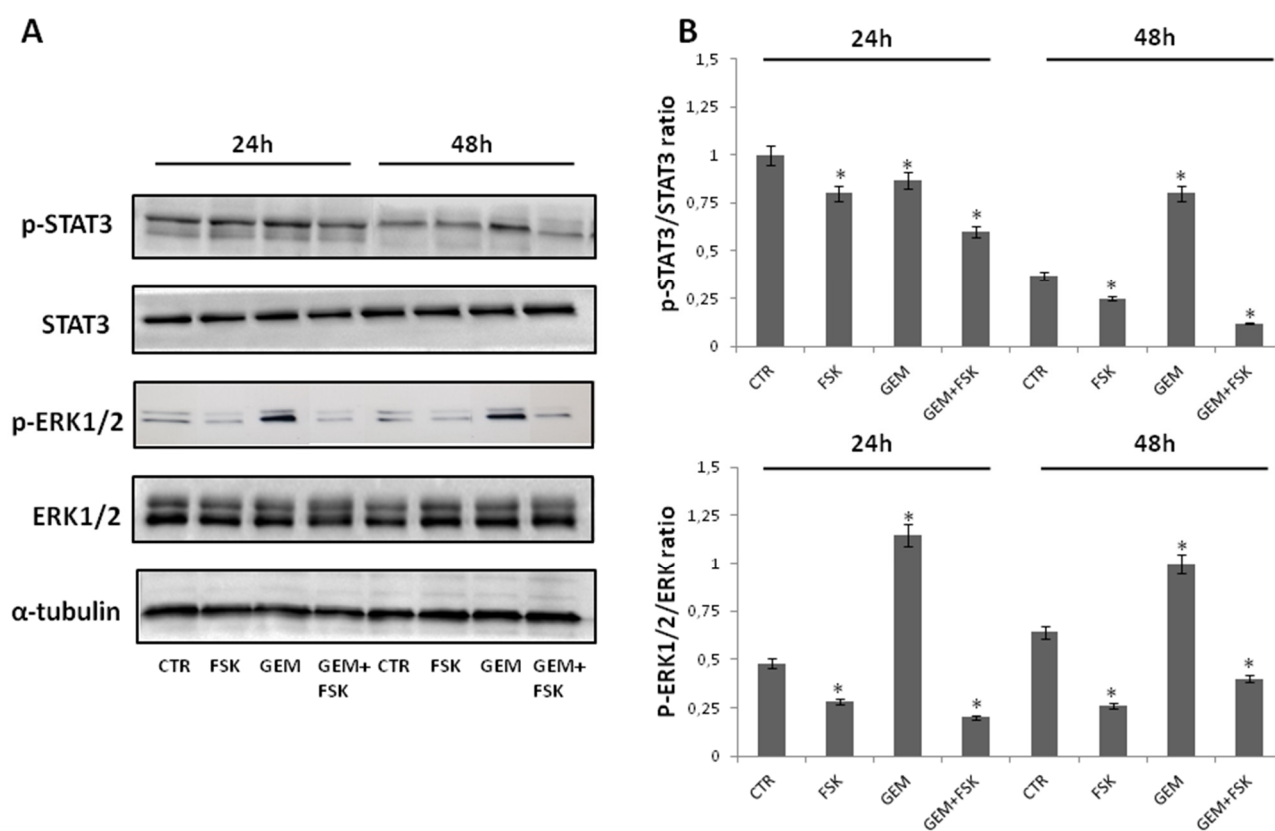 A
24h 48h
p-STAT3
STAT3
p-ERK1/2
ERK1/2
α-tubulin
CTR FSK GEM GEM+ CTR FSK GEM GEM+
FSK FSK
B
24h 48h
p-STAT3/STAT3 ratio
1,5
1,25
1
0,75
0,5
0,25
0
* * * * * *
CTR FSK GEM GEM+FSK CTR FSK GEM GEM+FSK
24h 48h
P-ERK1/2/ERK ratio
1,5
1,25
1
0,75
0,5
0,25
0
* * * * * *
CTR FSK GEM GEM+FSK CTR FSK GEM GEM+FSK